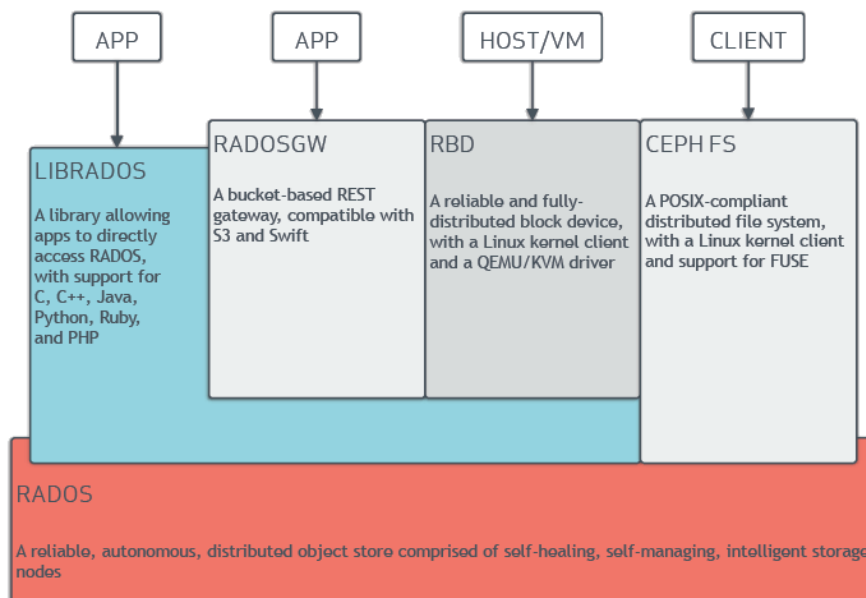 APP
APP
HOST/VM
CLIENT
LIBRADOS
A library allowing
apps to directly
access RADOS,
with support for
C, C++, Java,
Python, Ruby,
and PHP
RADOSGW
A bucket-based REST
gateway, compatible with
S3 and Swift
RBD
A reliable and fully-
distributed block device,
with a Linux kernel client
and a QEMU/KVM driver
CEPH FS
A POSIX-compliant
distributed file system,
with a Linux kernel client
and support for FUSE
RADOS
A reliable, autonomous, distributed object store comprised of self-healing, self-managing, intelligent storage
nodes